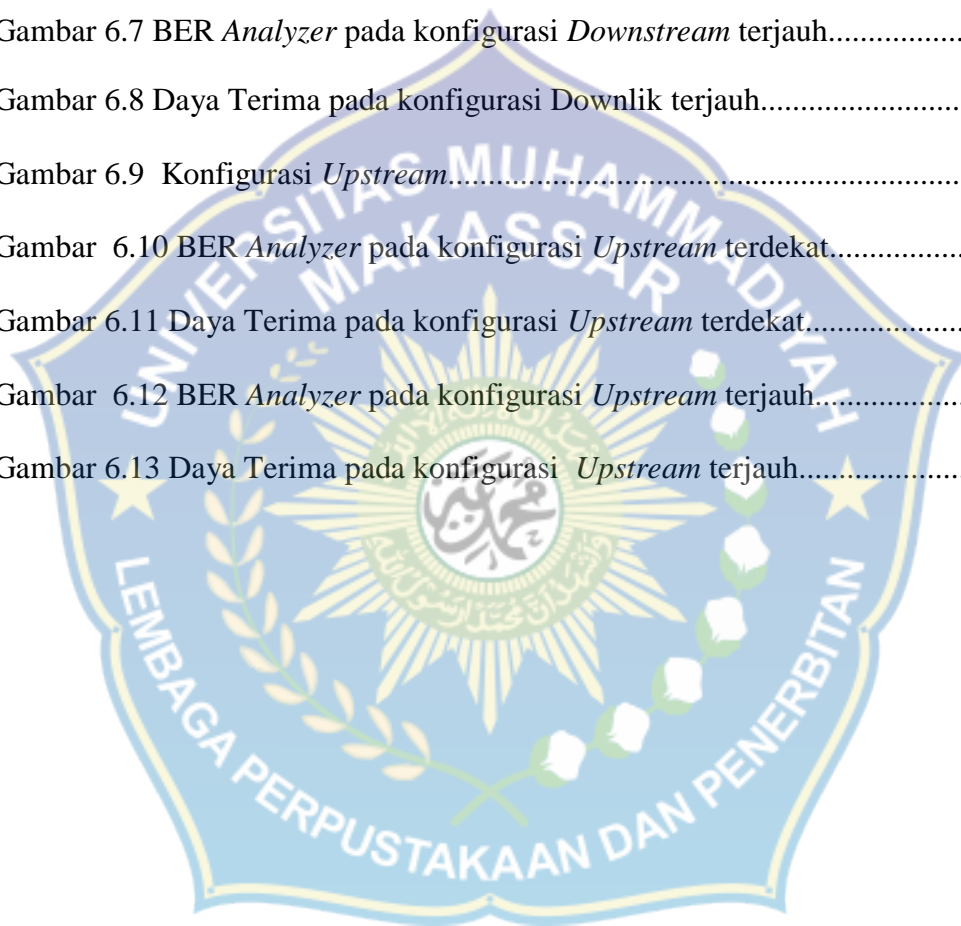 Gambar 6.7 BER Analyzer pada konfigurasi Downstream terjauh.................
Gambar 6.8 Daya Terima pada konfigurasi Downlik terjauh.........................
Gambar 6.9 Konfigurasi Upstream................................................................
Gambar 6.10 BER Analyzer pada konfigurasi Upstream terdekat.................
Gambar 6.11 Daya Terima pada konfigurasi Upstream terdekat....................
Gambar 6.12 BER Analyzer pada konfigurasi Upstream terjauh...................
Gambar 6.13 Daya Terima pada konfigurasi Upstream terjauh.....................
UNIVERSITAS MUHAMMADIYAH
MAKASSAR
LEMBAGA PERPUSTAKAAN DAN PENERBITAN